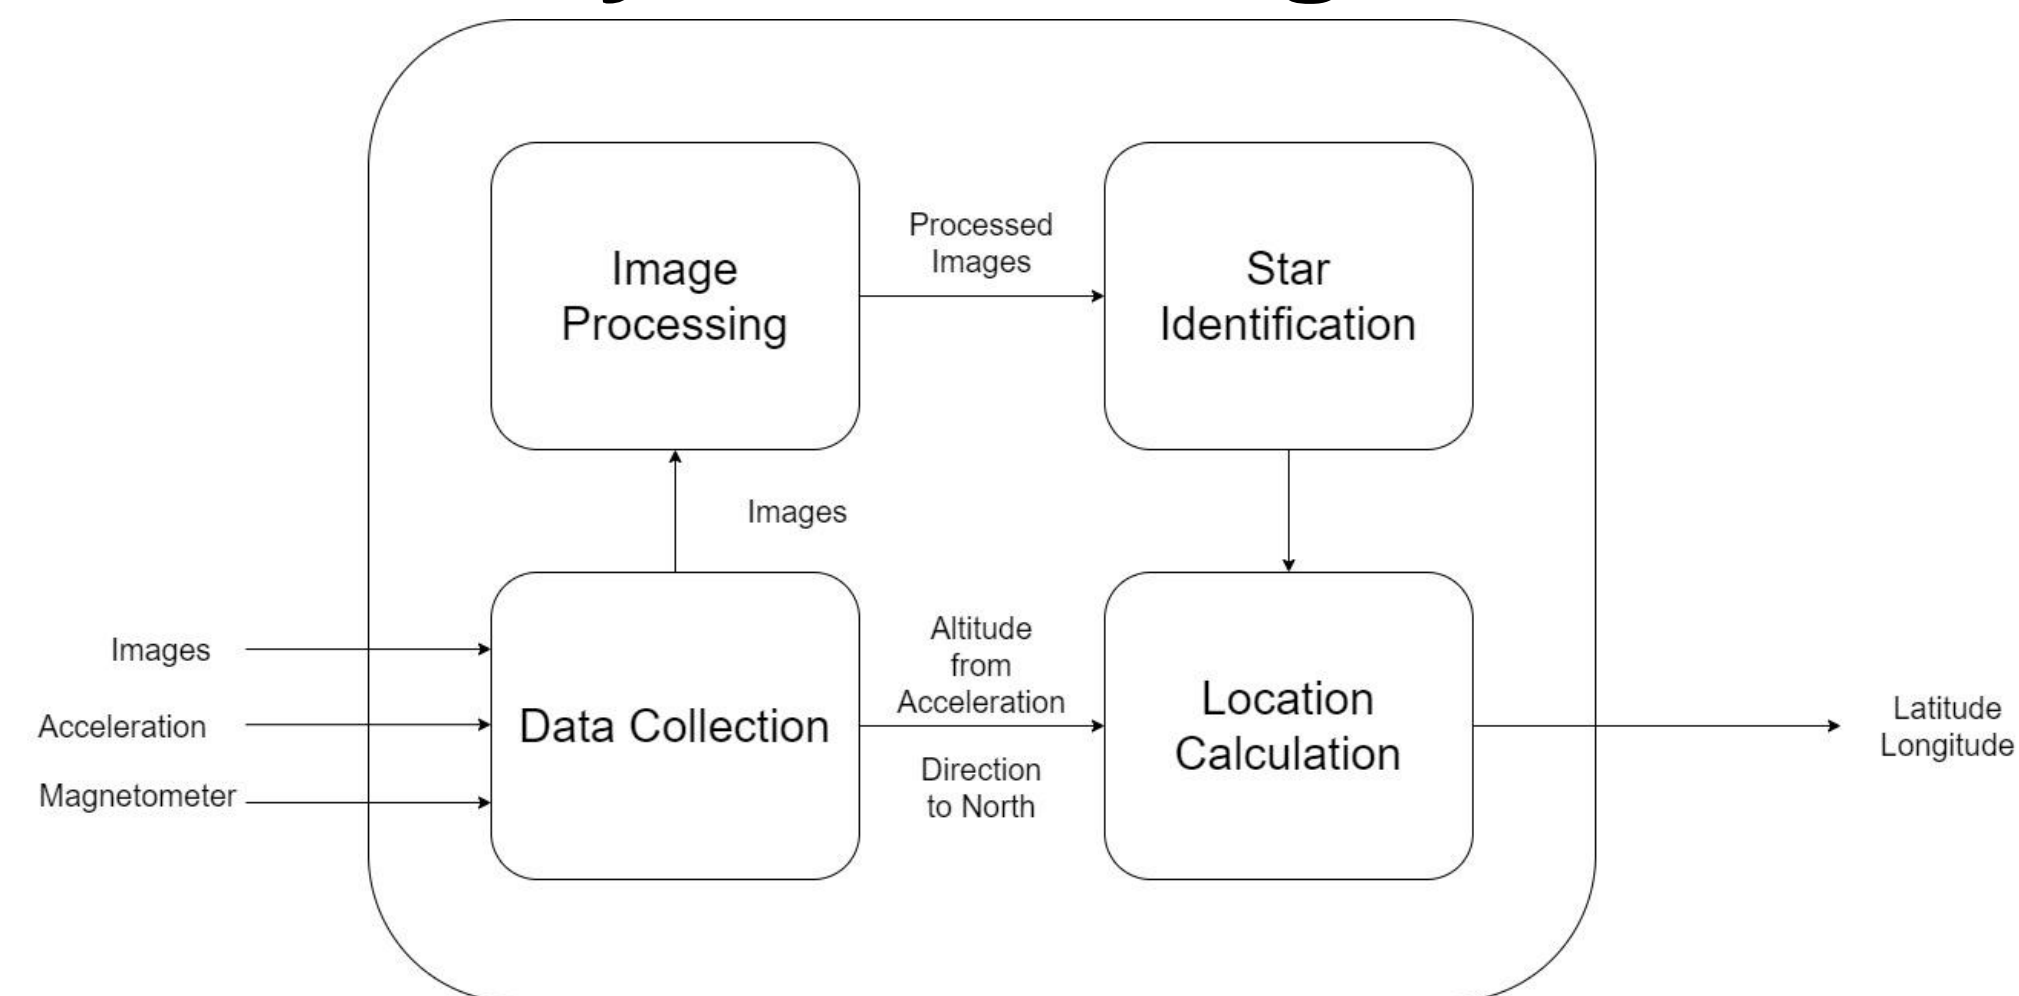 Image
Processing
Processed
Images
Star
Identification
Images
Images
Acceleration
Magnetometer
Data Collection
Altitude
from
Acceleration
Direction
to North
Location
Calculation
Latitude
Longitude